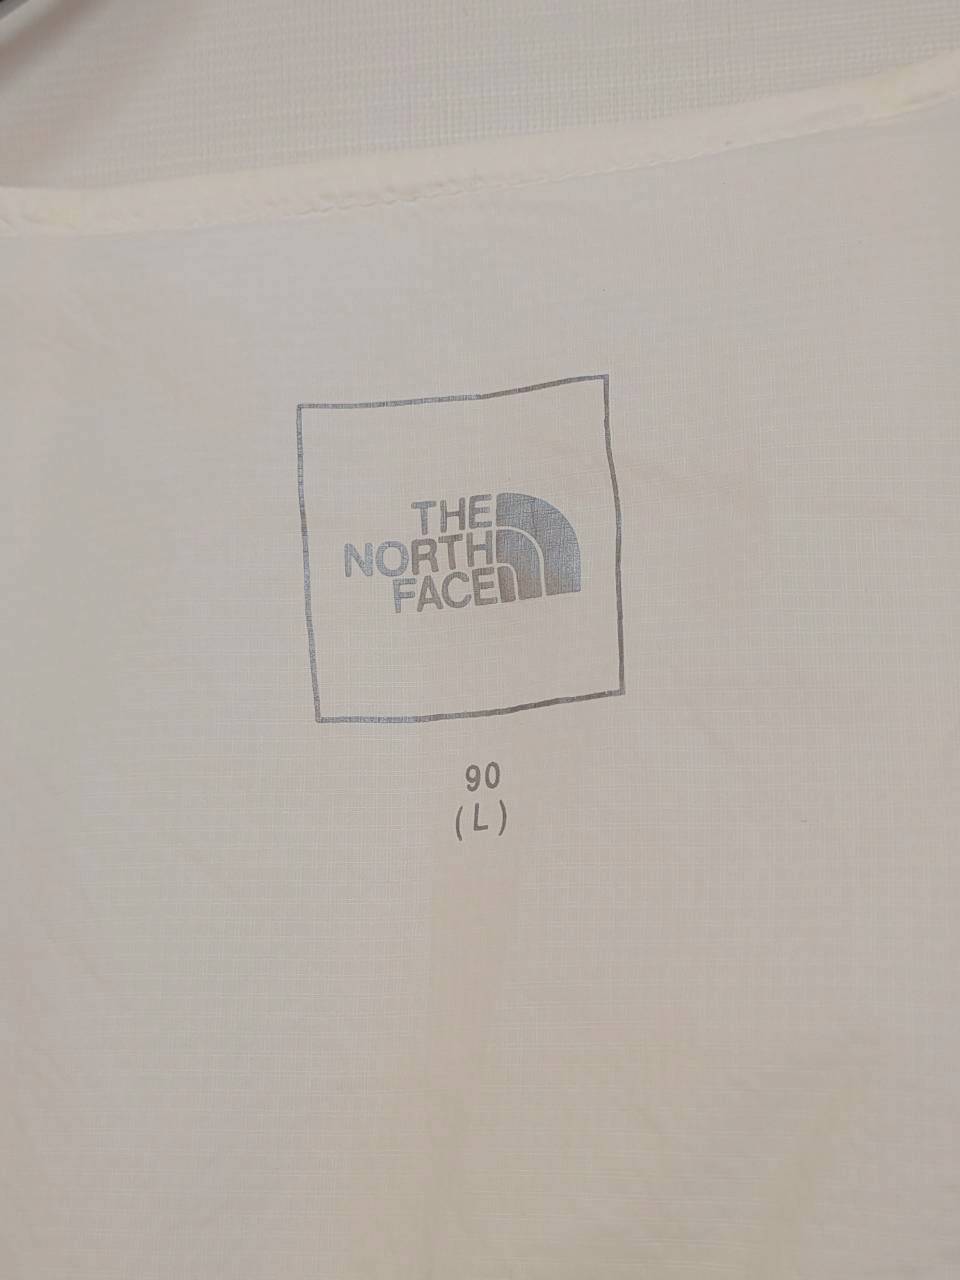 THE
NORTH
FACE
90
(L)